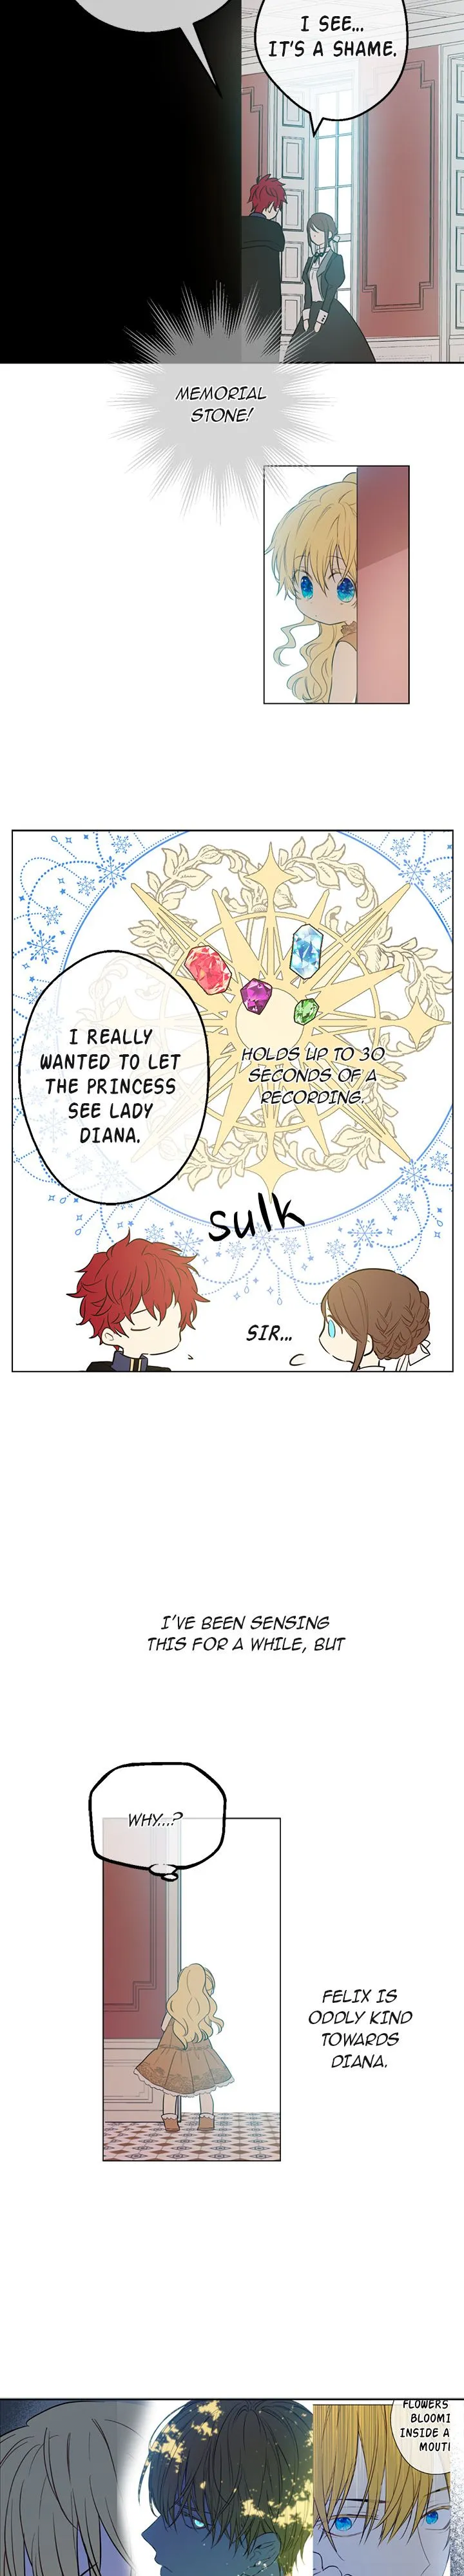 I SEE...
IT'S A SHAME.
MEMORIAL
STONE!
I REALLY
WANTED TO LET
THE PRINCESS
SEE LADY
DIANA.
HOLDS UP TO 30
SECONDS OF A
RECORDING.
sulk
SIR...
I'VE BEEN SENSING
THIS FOR A WHILE, BUT
WHY...?
FELIX IS
ODDLY KIND
TOWARDS
DIANA.
FLOWERS
BLOOMI
INSIDE A
MOUT